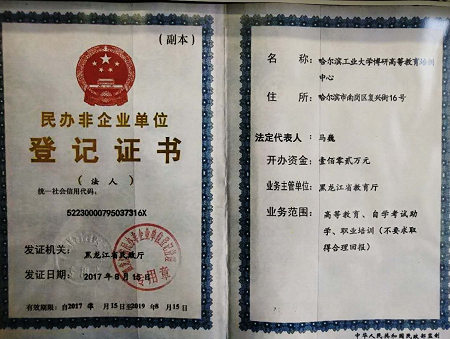 （副本）
民办非企业单位
登记证书
（法人）
统一社会信用代码：
52230000795037316X
发证机关：黑龙江省民政厅
发证日期：2017年8月15日
有效期限：自2017年 月15日至2019年8月15日
名称：哈尔滨工业大学博研高等教育培训
中心
住所：哈尔滨市南岗区复兴街16号
法定代表人：马巍
开办资金：壹佰零贰万元
业务主管单位：黑龙江省教育厅
业务范围：高等教育、自学考试助
学、职业培训（不要求取
得合理回报）
中华人民共和国民政部监制